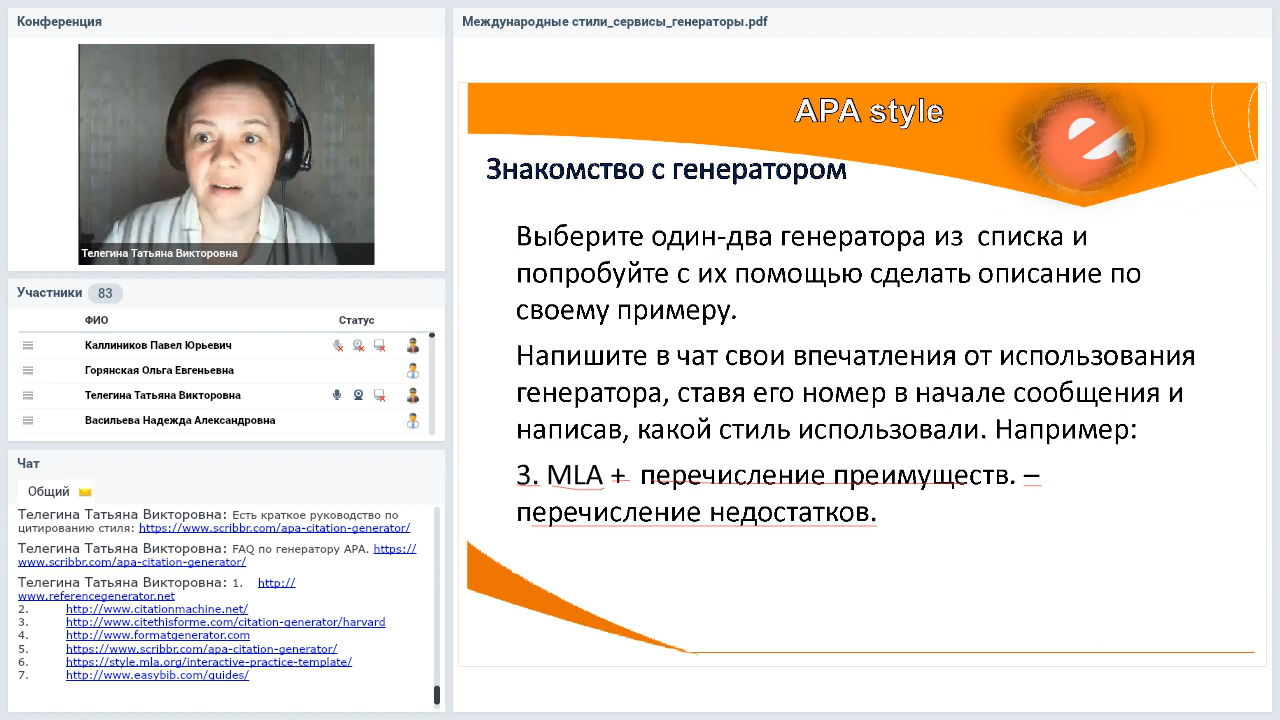 Конференция
Телегина Татьяна Викторовна
Участники 83
ФИО Статус
Каллиников Павел Юрьевич
Горянская Ольга Евгеньевна
Телегина Татьяна Викторовна
Васильева Надежда Александровна
Чат
Общий
Телегина Татьяна Викторовна: Есть краткое руководство по
цитированию стиля: https://www.scribbr.com/apa-citation-generator/
Телегина Татьяна Викторовна: FAQ по генератору APA. https://
www.scribbr.com/apa-citation-generator/
Телегина Татьяна Викторовна: 1. http://
www.referencegenerator.net
2. http://www.citationmachine.net/
3. http://www.citethisforme.com/citation-generator/harvard
4. http://www.formatgenerator.com
5. https://www.scribbr.com/apa-citation-generator/
6. https://style.mla.org/interactive-practice-template/
7. http://www.easybib.com/guides/
Международные стили_сервисы_генераторы.pdf
APA style
Знакомство с генератором
Выберите один-два генератора из списка и
попробуйте с их помощью сделать описание по
своему примеру.
Напишите в чат свои впечатления от использования
генератора, ставя его номер в начале сообщения и
написав, какой стиль использовали. Например:
3. MLA + перечисление преимуществ. –
перечисление недостатков.